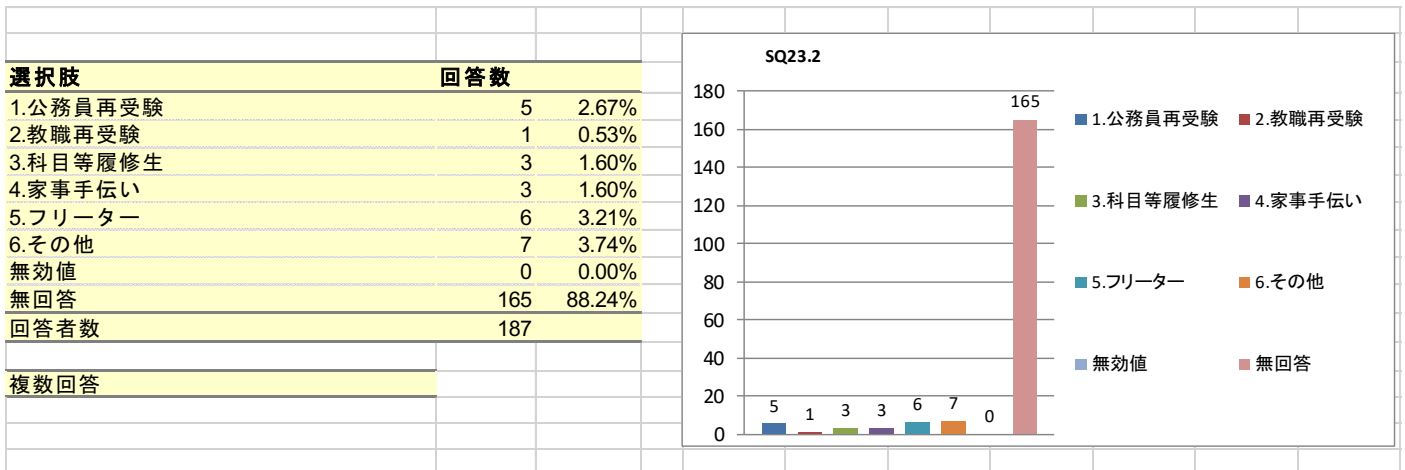 選択肢 回答数
1.公務員再受験 5 2.67%
2.教職再受験 1 0.53%
3.科目等履修生 3 1.60%
4.家事手伝い 3 1.60%
5.フリーター 6 3.21%
6.その他 7 3.74%
無効値 0 0.00%
無回答 165 88.24%
回答者数 187
複数回答
SQ23.2
180
160
140
120
100
80
60
40
20
0
5 1 3 3 6 7 0 165
1.公務員再受験 2.教職再受験
3.科目等履修生 4.家事手伝い
5.フリーター 6.その他
無効値 無回答